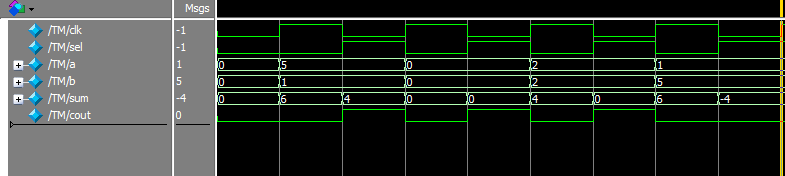 Msgs
/TM/clk -1
/TM/sel -1
/TM/a 1 0 5 0 2 1
/TM/b 5 0 1 0 2 5
/TM/sum -4 0 6 4 0 0 4 0 6 -4
/TM/cout 0